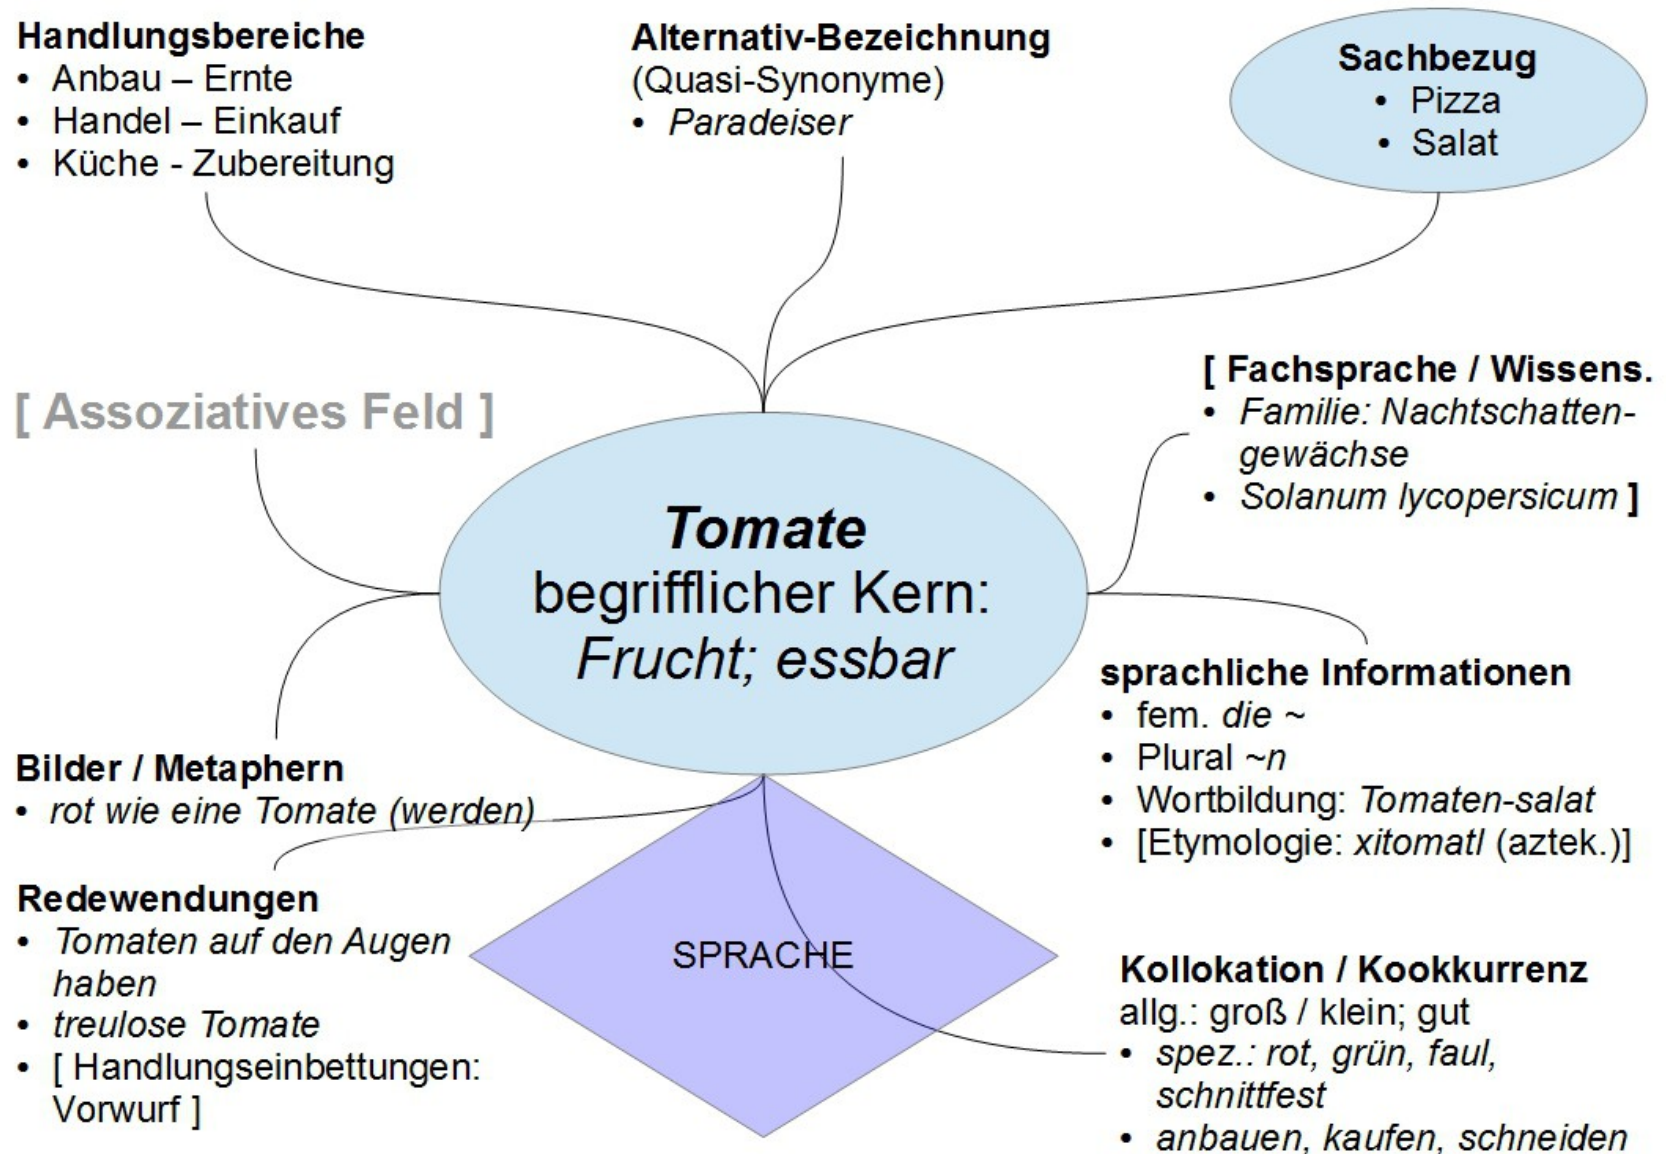 Handlungsbereiche
• Anbau – Ernte
• Handel – Einkauf
• Küche - Zubereitung
Alternativ-Bezeichnung
(Quasi-Synonyme)
• Paradeiser
Sachbezug
• Pizza
• Salat
[ Assoziatives Feld ]
[ Fachsprache / Wissens.
• Familie: Nachtschatten-
gewächse
• Solanum lycopersicum ]
Tomate
begrifflicher Kern:
Frucht; essbar
sprachliche Informationen
• fem. die ~
• Plural ~n
• Wortbildung: Tomaten-salat
• [Etymologie: xitomatl (aztek.)]
Bilder / Metaphern
• rot wie eine Tomate (werden)
Redewendungen
• Tomaten auf den Augen
haben
• treulose Tomate
• [ Handlungseinbettungen:
Vorwurf ]
SPRACHE
Kollokation / Kookkurrenz
allg.: groß / klein; gut
• spez.: rot, grün, faul,
schnittfest
• anbauen, kaufen, schneiden